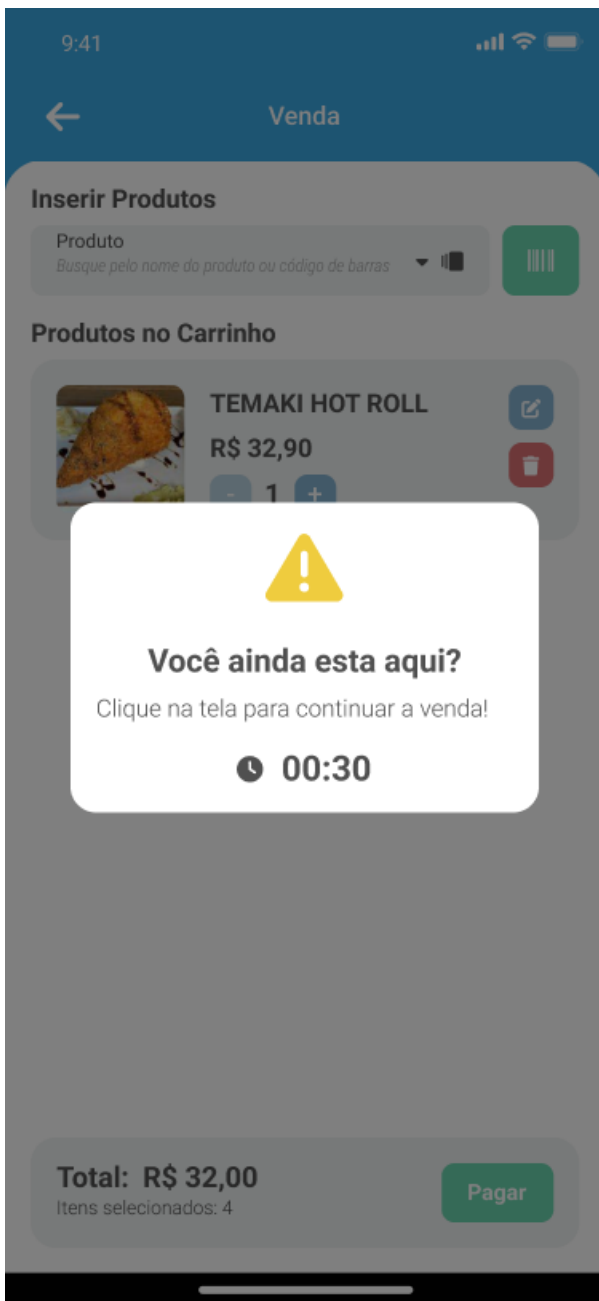 9:41
Venda
Inserir Produtos
Produto
Busque pelo nome do produto ou código de barras
Produtos no Carrinho
TEMAKI HOT ROLL
R$ 32,90
- 1 +
Você ainda esta aqui?
Clique na tela para continuar a venda!
00:30
Total: R$ 32,00
Itens selecionados: 4
Pagar